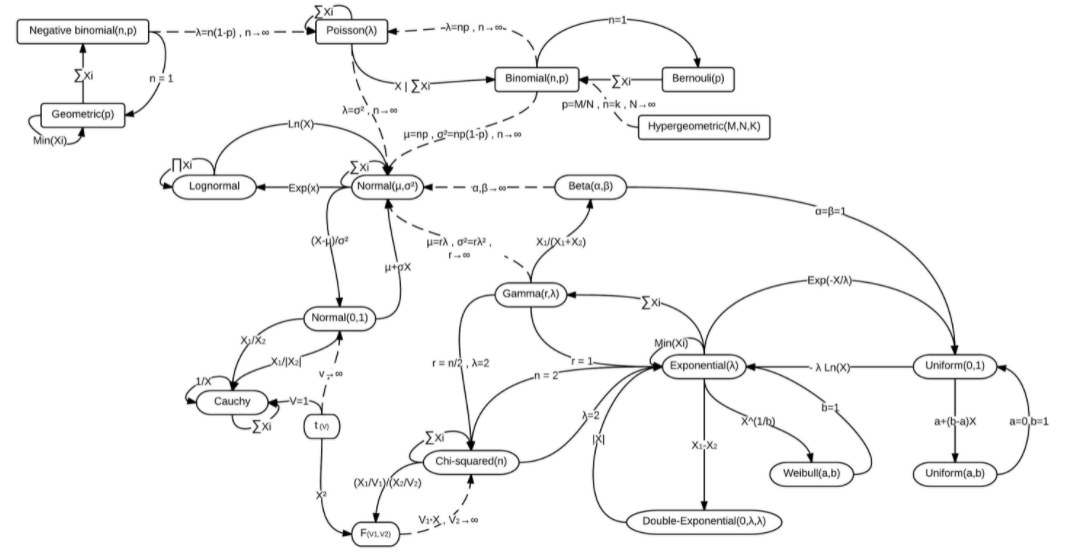 ∑Xi
Negative binomial(n,p)
λ=n(1-p) , n→∞
Poisson(λ)
λ=np , n→∞
n=1
∑Xi
n = 1
X | ∑Xi
Binomial(n,p)
∑Xi
Bernouli(p)
Geometric(p)
Min(Xi)
λ=σ² , n→∞
p=M/N , n=k , N→∞
Hypergeometric(M,N,K)
Ln(X)
μ=np , σ²=np(1-p) , n→∞
∏Xi
∑Xi
Lognormal
Exp(x)
Normal(μ,σ²)
α,β→∞
Beta(α,β)
α=β=1
(X-μ)/σ²
μ=rλ , σ²=rλ² ,
r→∞
X₁/(X₁+X₂)
μ+σX
Exp(-X/λ)
Gamma(r,λ)
∑Xi
Normal(0,1)
X₁/X₂
Min(Xi)
X₁/|X₂|
r = n/2 , λ=2
r = 1
Exponential(λ)
- λ Ln(X)
Uniform(0,1)
v→∞
n = 2
1/X
Cauchy
V=1
λ=2
b=1
∑Xi
t(V)
X^(1/b)
a+(b-a)X
a=0,b=1
∑Xi
|X|
X₁-X₂
Chi-squared(n)
Weibull(a,b)
Uniform(a,b)
(X₁/V₁)/(X₂/V₂)
X²
V₁*X , V₂→∞
Double-Exponential(0,λ,λ)
F(V1,V2)